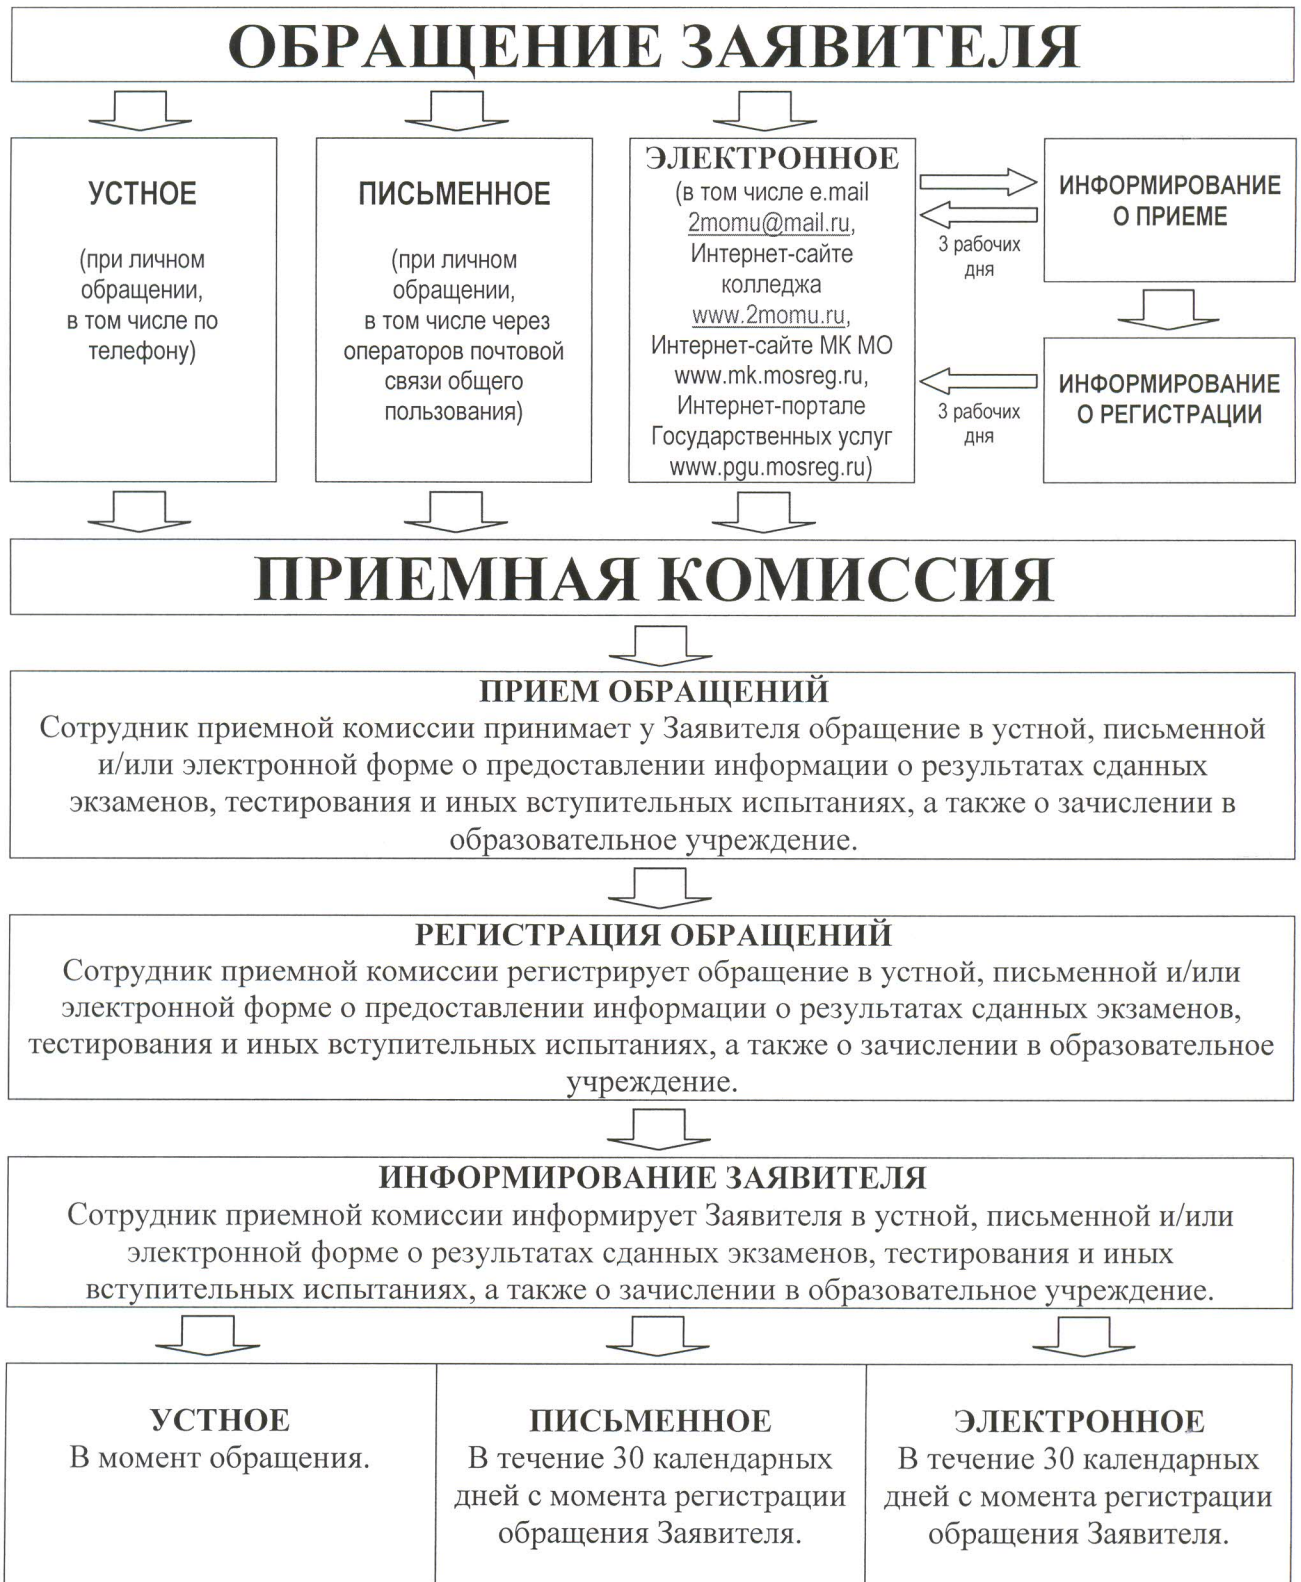 ОБРАЩЕНИЕ ЗАЯВИТЕЛЯ
УСТНОЕ
(при личном
обращении,
в том числе по
телефону)
ПИСЬМЕННОЕ
(при личном
обращении,
в том числе через
операторов почтовой
связи общего
пользования)
ЭЛЕКТРОННОЕ
(в том числе e.mail
2momu@mail.ru,
Интернет-сайте
колледжа
www.2momu.ru,
Интернет-сайте МК МО
www.mk.mosreg.ru,
Интернет-портале
Государственных услуг
www.pgu.mosreg.ru)
3 рабочих
дня
ИНФОРМИРОВАНИЕ
О ПРИЕМЕ
3 рабочих
дня
ИНФОРМИРОВАНИЕ
О РЕГИСТРАЦИИ
ПРИЕМНАЯ КОМИССИЯ
ПРИЕМ ОБРАЩЕНИЙ
Сотрудник приемной комиссии принимает у Заявителя обращение в устной, письменной
и/или электронной форме о предоставлении информации о результатах сданных
экзаменов, тестирования и иных вступительных испытаниях, а также о зачислении в
образовательное учреждение.
РЕГИСТРАЦИЯ ОБРАЩЕНИЙ
Сотрудник приемной комиссии регистрирует обращение в устной, письменной и/или
электронной форме о предоставлении информации о результатах сданных экзаменов,
тестирования и иных вступительных испытаниях, а также о зачислении в образовательное
учреждение.
ИНФОРМИРОВАНИЕ ЗАЯВИТЕЛЯ
Сотрудник приемной комиссии информирует Заявителя в устной, письменной и/или
электронной форме о результатах сданных экзаменов, тестирования и иных
вступительных испытаниях, а также о зачислении в образовательное учреждение.
УСТНОЕ
В момент обращения.
ПИСЬМЕННОЕ
В течение 30 календарных
дней с момента регистрации
обращения Заявителя.
ЭЛЕКТРОННОЕ
В течение 30 календарных
дней с момента регистрации
обращения Заявителя.